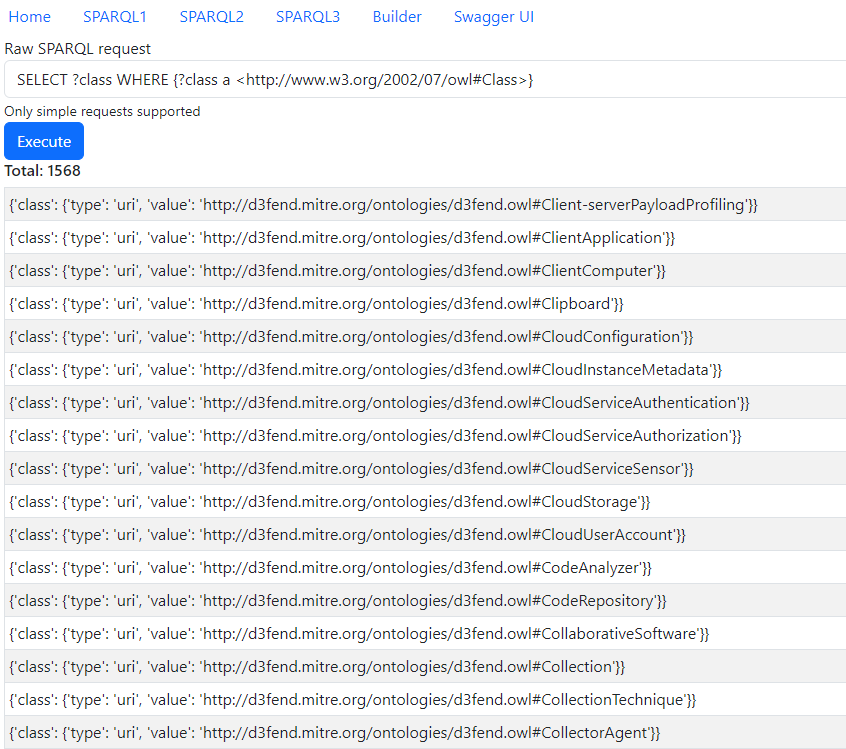 Home SPARQL1 SPARQL2 SPARQL3 Builder Swagger UI
Raw SPARQL request
SELECT ?class WHERE {?class a <http://www.w3.org/2002/07/owl#Class>}
Only simple requests supported
Execute
Total: 1568
{'class': {'type': 'uri', 'value': 'http://d3fend.mitre.org/ontologies/d3fend.owl#Client-serverPayloadProfiling'}}
{'class': {'type': 'uri', 'value': 'http://d3fend.mitre.org/ontologies/d3fend.owl#ClientApplication'}}
{'class': {'type': 'uri', 'value': 'http://d3fend.mitre.org/ontologies/d3fend.owl#ClientComputer'}}
{'class': {'type': 'uri', 'value': 'http://d3fend.mitre.org/ontologies/d3fend.owl#Clipboard'}}
{'class': {'type': 'uri', 'value': 'http://d3fend.mitre.org/ontologies/d3fend.owl#CloudConfiguration'}}
{'class': {'type': 'uri', 'value': 'http://d3fend.mitre.org/ontologies/d3fend.owl#CloudInstanceMetadata'}}
{'class': {'type': 'uri', 'value': 'http://d3fend.mitre.org/ontologies/d3fend.owl#CloudServiceAuthentication'}}
{'class': {'type': 'uri', 'value': 'http://d3fend.mitre.org/ontologies/d3fend.owl#CloudServiceAuthorization'}}
{'class': {'type': 'uri', 'value': 'http://d3fend.mitre.org/ontologies/d3fend.owl#CloudServiceSensor'}}
{'class': {'type': 'uri', 'value': 'http://d3fend.mitre.org/ontologies/d3fend.owl#CloudStorage'}}
{'class': {'type': 'uri', 'value': 'http://d3fend.mitre.org/ontologies/d3fend.owl#CloudUserAccount'}}
{'class': {'type': 'uri', 'value': 'http://d3fend.mitre.org/ontologies/d3fend.owl#CodeAnalyzer'}}
{'class': {'type': 'uri', 'value': 'http://d3fend.mitre.org/ontologies/d3fend.owl#CodeRepository'}}
{'class': {'type': 'uri', 'value': 'http://d3fend.mitre.org/ontologies/d3fend.owl#CollaborativeSoftware'}}
{'class': {'type': 'uri', 'value': 'http://d3fend.mitre.org/ontologies/d3fend.owl#Collection'}}
{'class': {'type': 'uri', 'value': 'http://d3fend.mitre.org/ontologies/d3fend.owl#CollectionTechnique'}}
{'class': {'type': 'uri', 'value': 'http://d3fend.mitre.org/ontologies/d3fend.owl#CollectorAgent'}}